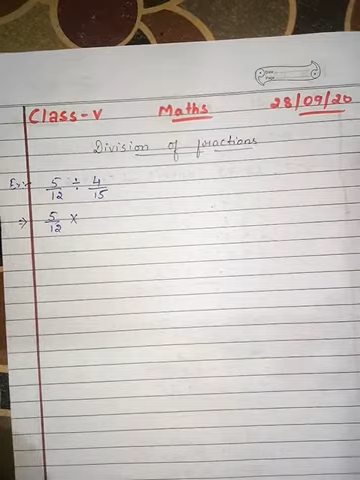 Class-V Maths 28/09/20
Division of fractions
Ex:- 5/12 ÷ 4/15
⇒ 5/12 ×